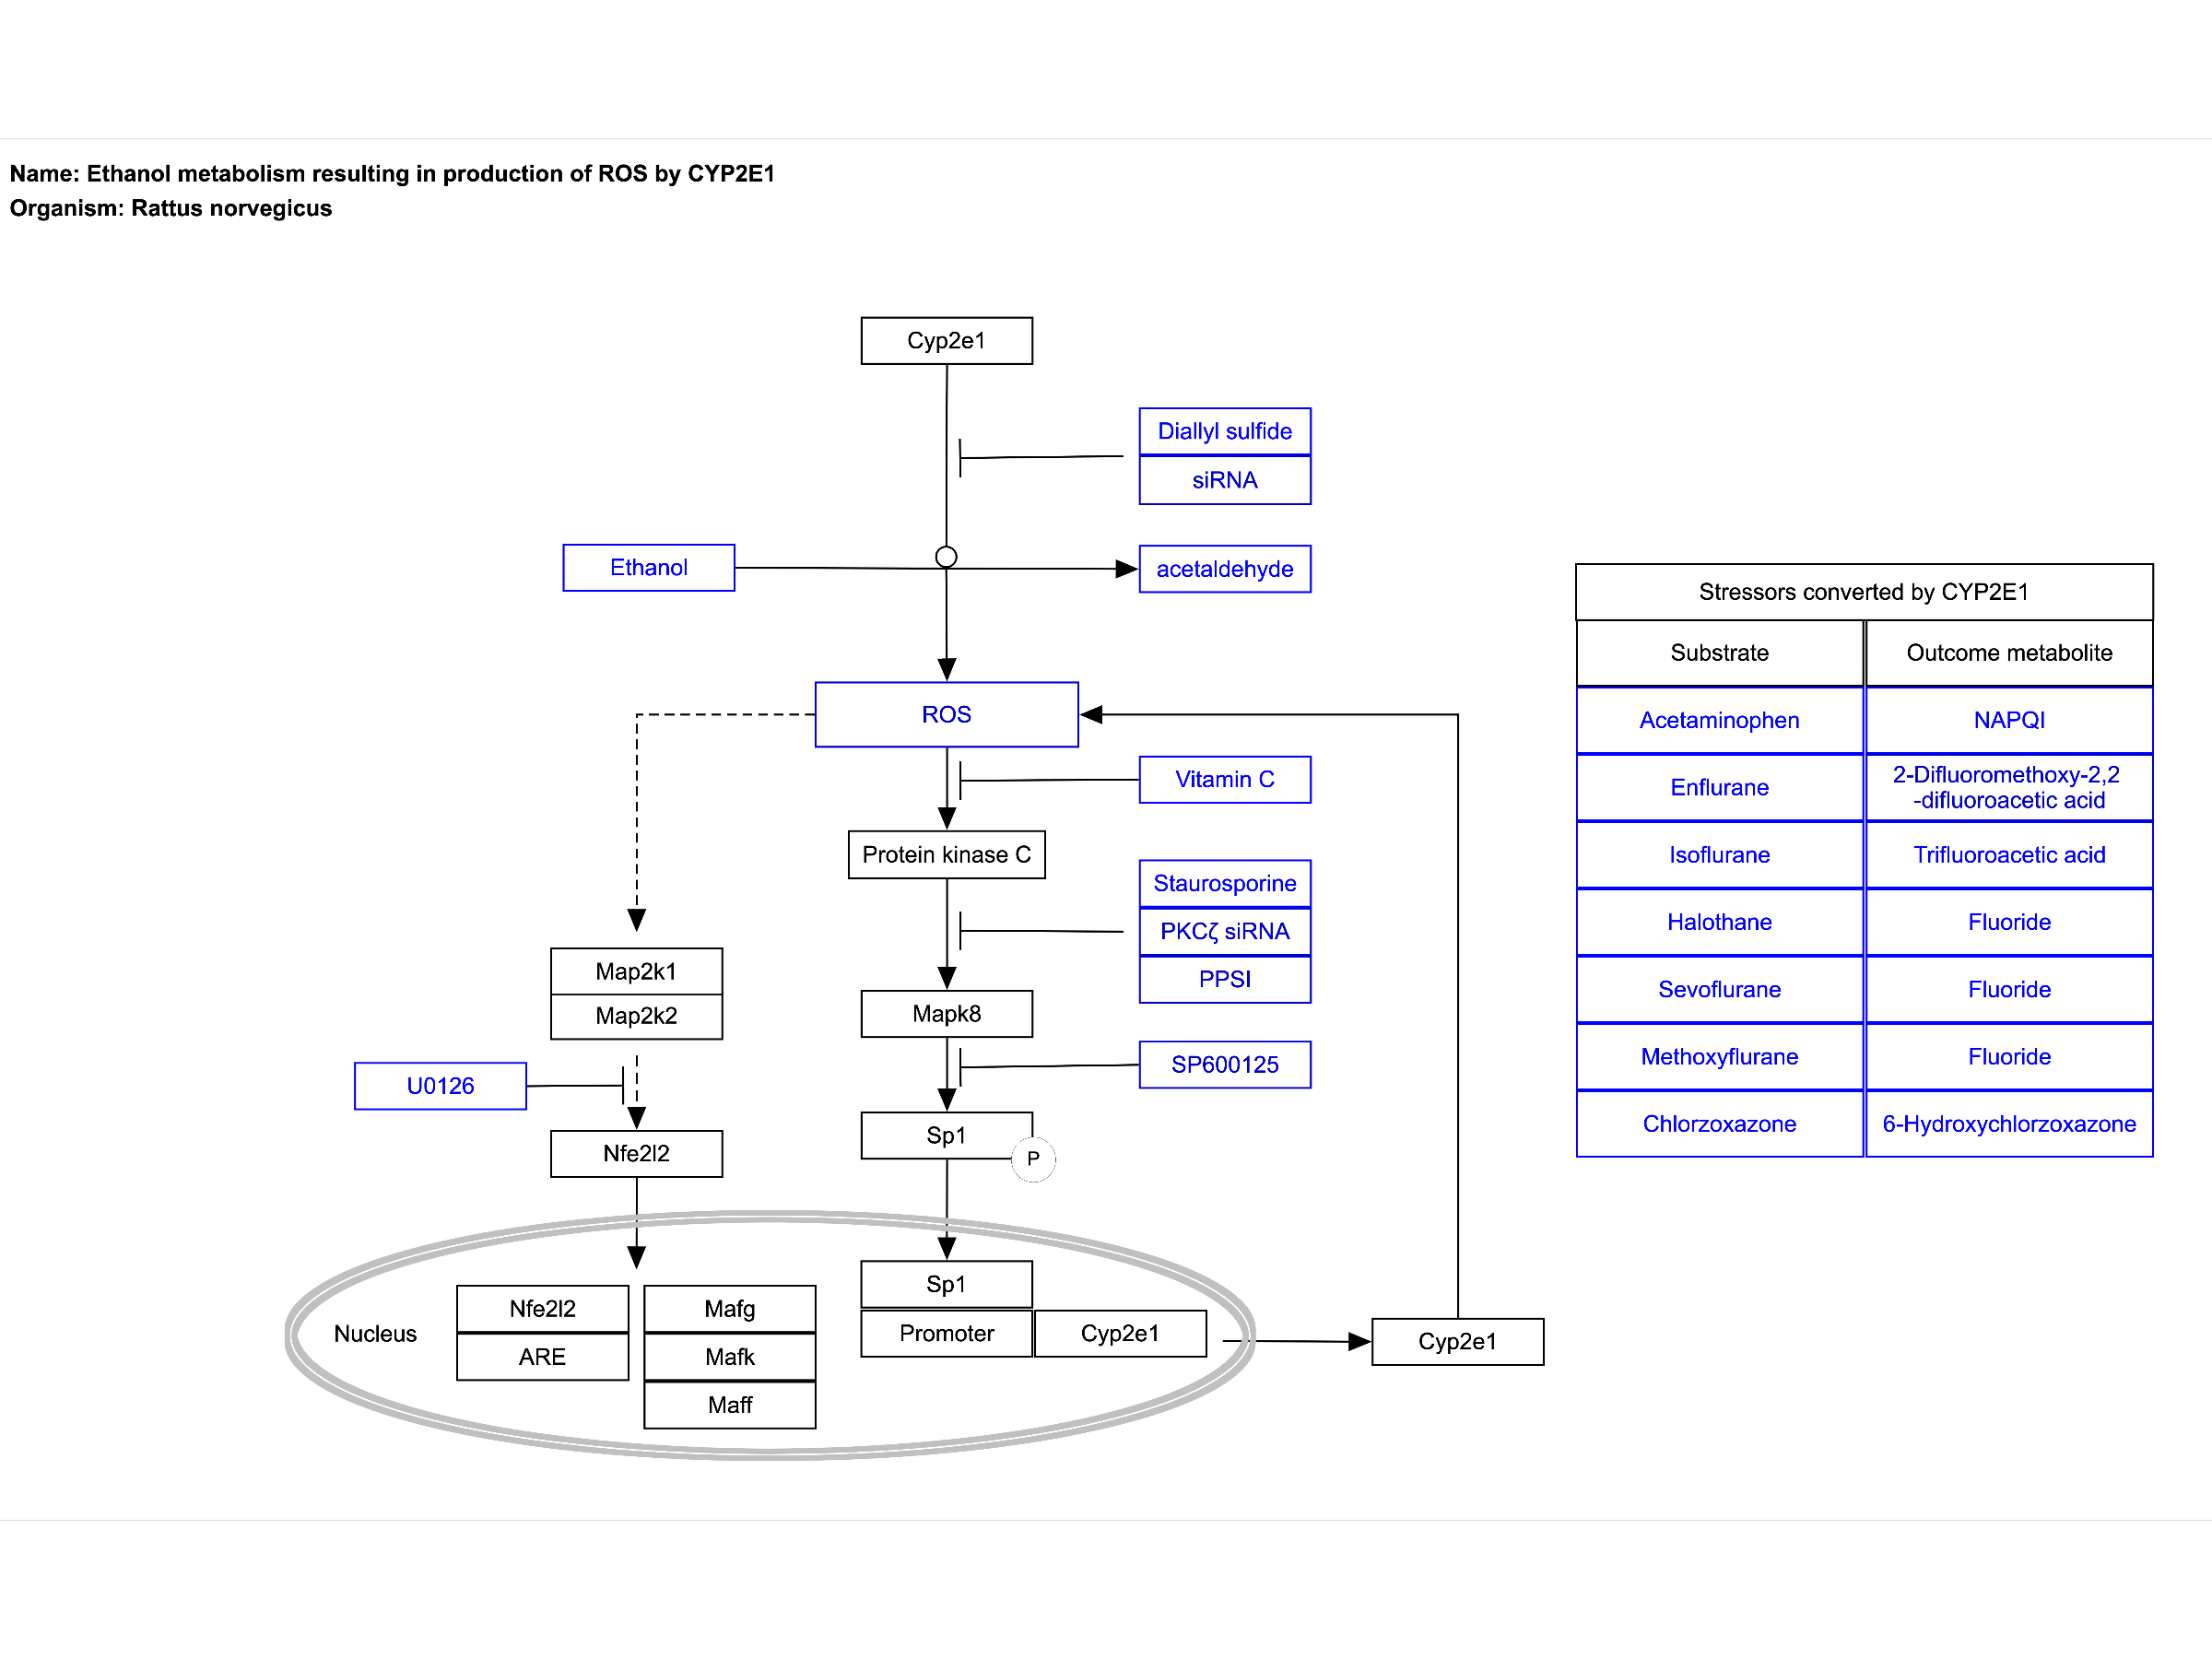 Name: Ethanol metabolism resulting in production of ROS by CYP2E1
Organism: Rattus norvegicus
Cyp2e1
Diallyl sulfide
siRNA
Ethanol
acetaldehyde
ROS
Vitamin C
Protein kinase C
Staurosporine
PKCζ siRNA
PPSI
Map2k1
Map2k2
Mapk8
U0126
SP600125
Nfe2l2
Sp1
P
Nucleus
Nfe2l2
ARE
Mafg
Mafk
Maff
Sp1
Promoter
Cyp2e1
Cyp2e1
Stressors converted by CYP2E1
Substrate
Outcome metabolite
Acetaminophen
NAPQI
Enflurane
2-Difluoromethoxy-2,2
-difluoroacetic acid
Isoflurane
Trifluoroacetic acid
Halothane
Fluoride
Sevoflurane
Fluoride
Methoxyflurane
Fluoride
Chlorzoxazone
6-Hydroxychlorzoxazone